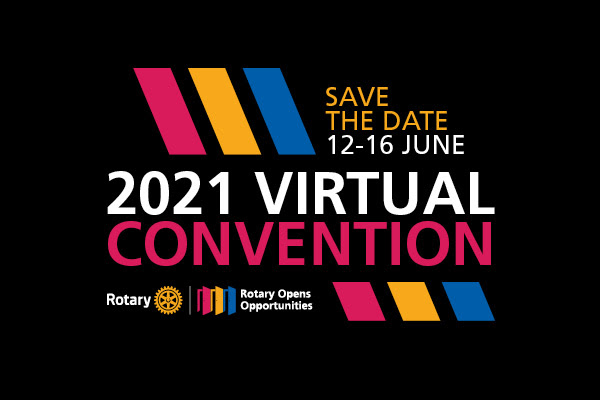 SAVE
THE DATE
12-16 JUNE
2021 VIRTUAL
CONVENTION
Rotary
Rotary Opens
Opportunities